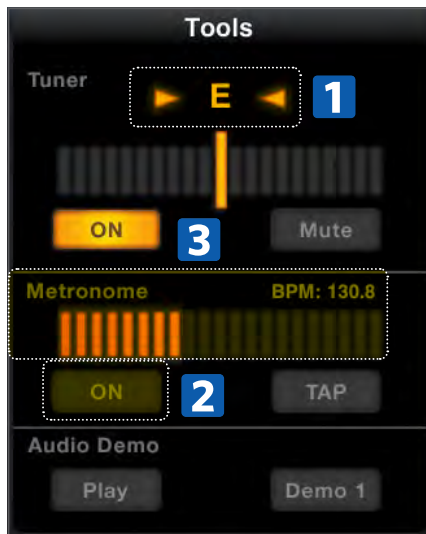 Tools
Tuner
E 1
ON 3 Mute
Metronome BPM: 130.8
ON 2 TAP
Audio Demo
Play Demo 1